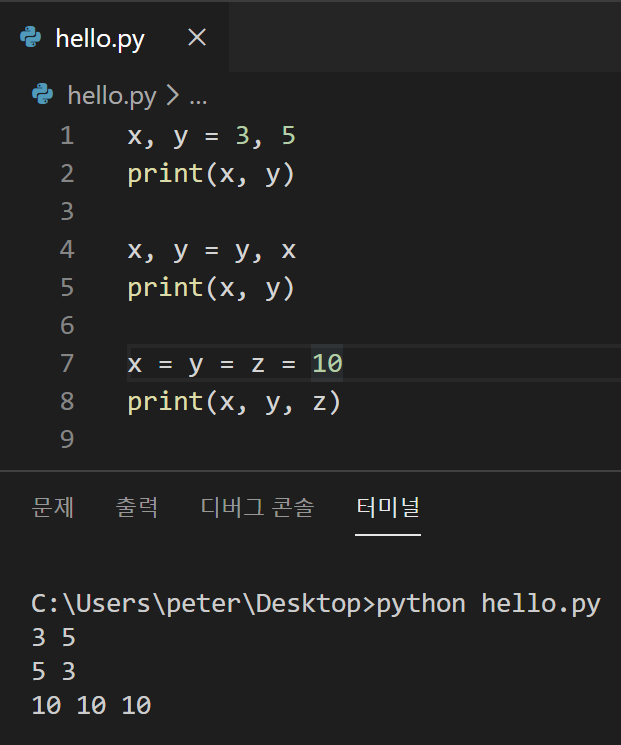 hello.py ×
hello.py > ...
1 x, y = 3, 5
2 print(x, y)
3
4 x, y = y, x
5 print(x, y)
6
7 x = y = z = 10
8 print(x, y, z)
9
문제 출력 디버그 콘솔 터미널
C:\Users\peter\Desktop>python hello.py
3 5
5 3
10 10 10